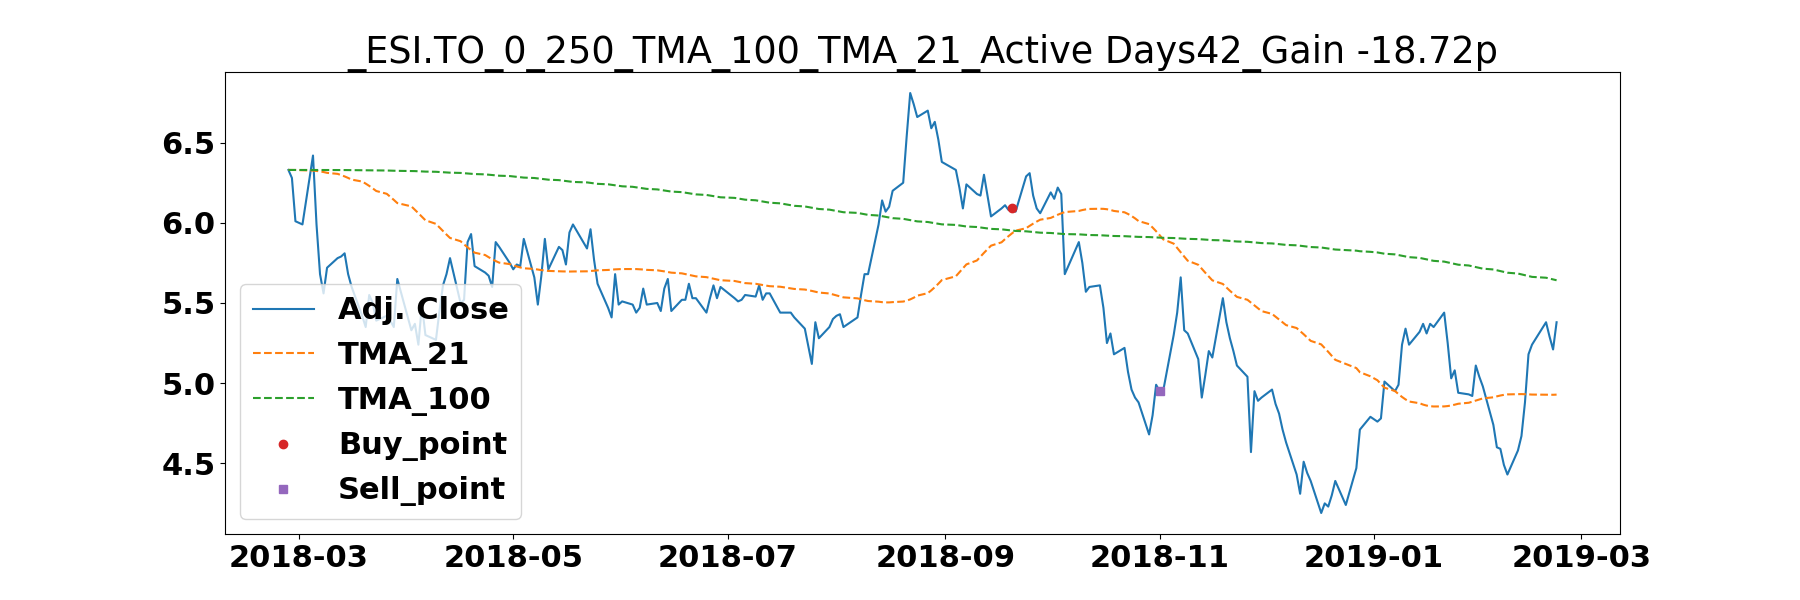 _ESI.TO_0_250_TMA_100_TMA_21_Active Days42_Gain -18.72p
6.5
6.0
5.5
5.0
4.5
Adj. Close
TMA_21
TMA_100
Buy_point
Sell_point
2018-03 2018-05 2018-07 2018-09 2018-11 2019-01 2019-03